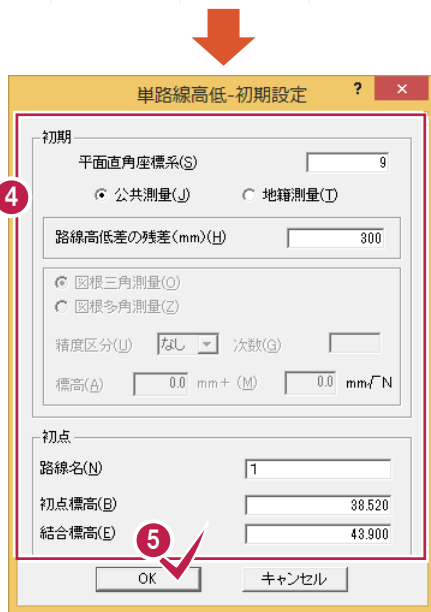 単路線高低-初期設定 ? ×
初期
平面直角座標系(S) 9
公共測量(J) 地籍測量(T)
4
路線高低差の残差(mm)(H) 300
図根三角測量(O)
図根多角測量(Z)
精度区分(U) なし 次数(G)
標高(A) 0.0 mm+ (M) 0.0 mm√N
初点
路線名(N) 1
初点標高(B) 38.520
結合標高(E) 43.900
5
OK キャンセル